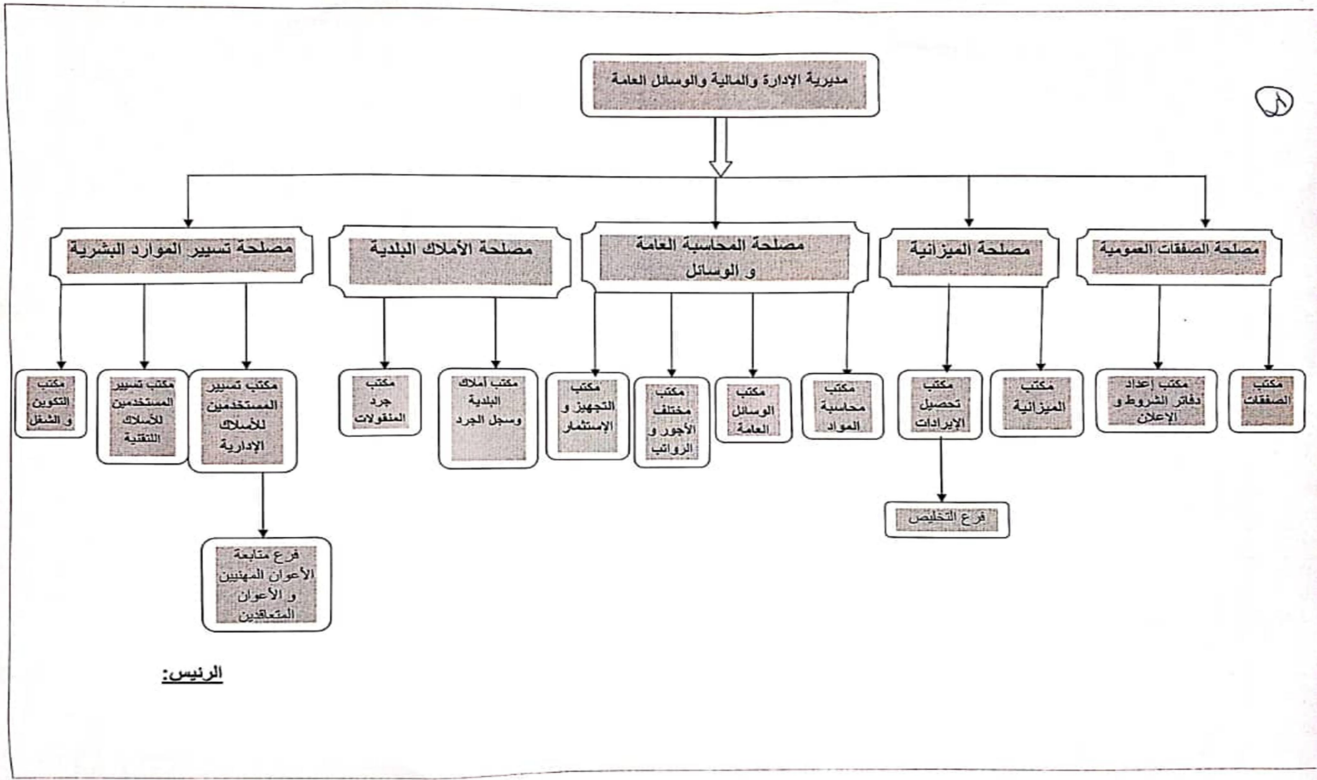 مديرية الإدارة والمالية والوسائل العامة
مصلحة الصفقات العمومية
مصلحة الميزانية
مصلحة المحاسبة العامة
و الوسائل
مصلحة الأملاك البلدية
مصلحة تسيير الموارد البشرية
مكتب
الصفقات
مكتب إعداد
دفاتر الشروط و
الإعلان
مكتب
الميزانية
مكتب
تحصيل
الإيرادات
مكتب
محاسبة
المواد
مكتب
الوسائل
العامة
مكتب
مختلف
الأجور و
الرواتب
مكتب
التجهيز و
الإستثمار
مكتب أملاك
البلدية
وسجل الجرد
مكتب
جرد
المنقولات
مكتب تسيير
المستخدمين
للأسلاك
الإدارية
مكتب تسيير
المستخدمين
للأسلاك
التقنية
مكتب
التكوين
و الشغل
فرع التخليص
فرع متابعة
الأعوان المهنيين
و الأعوان
المتعاقدين
الرئيس: